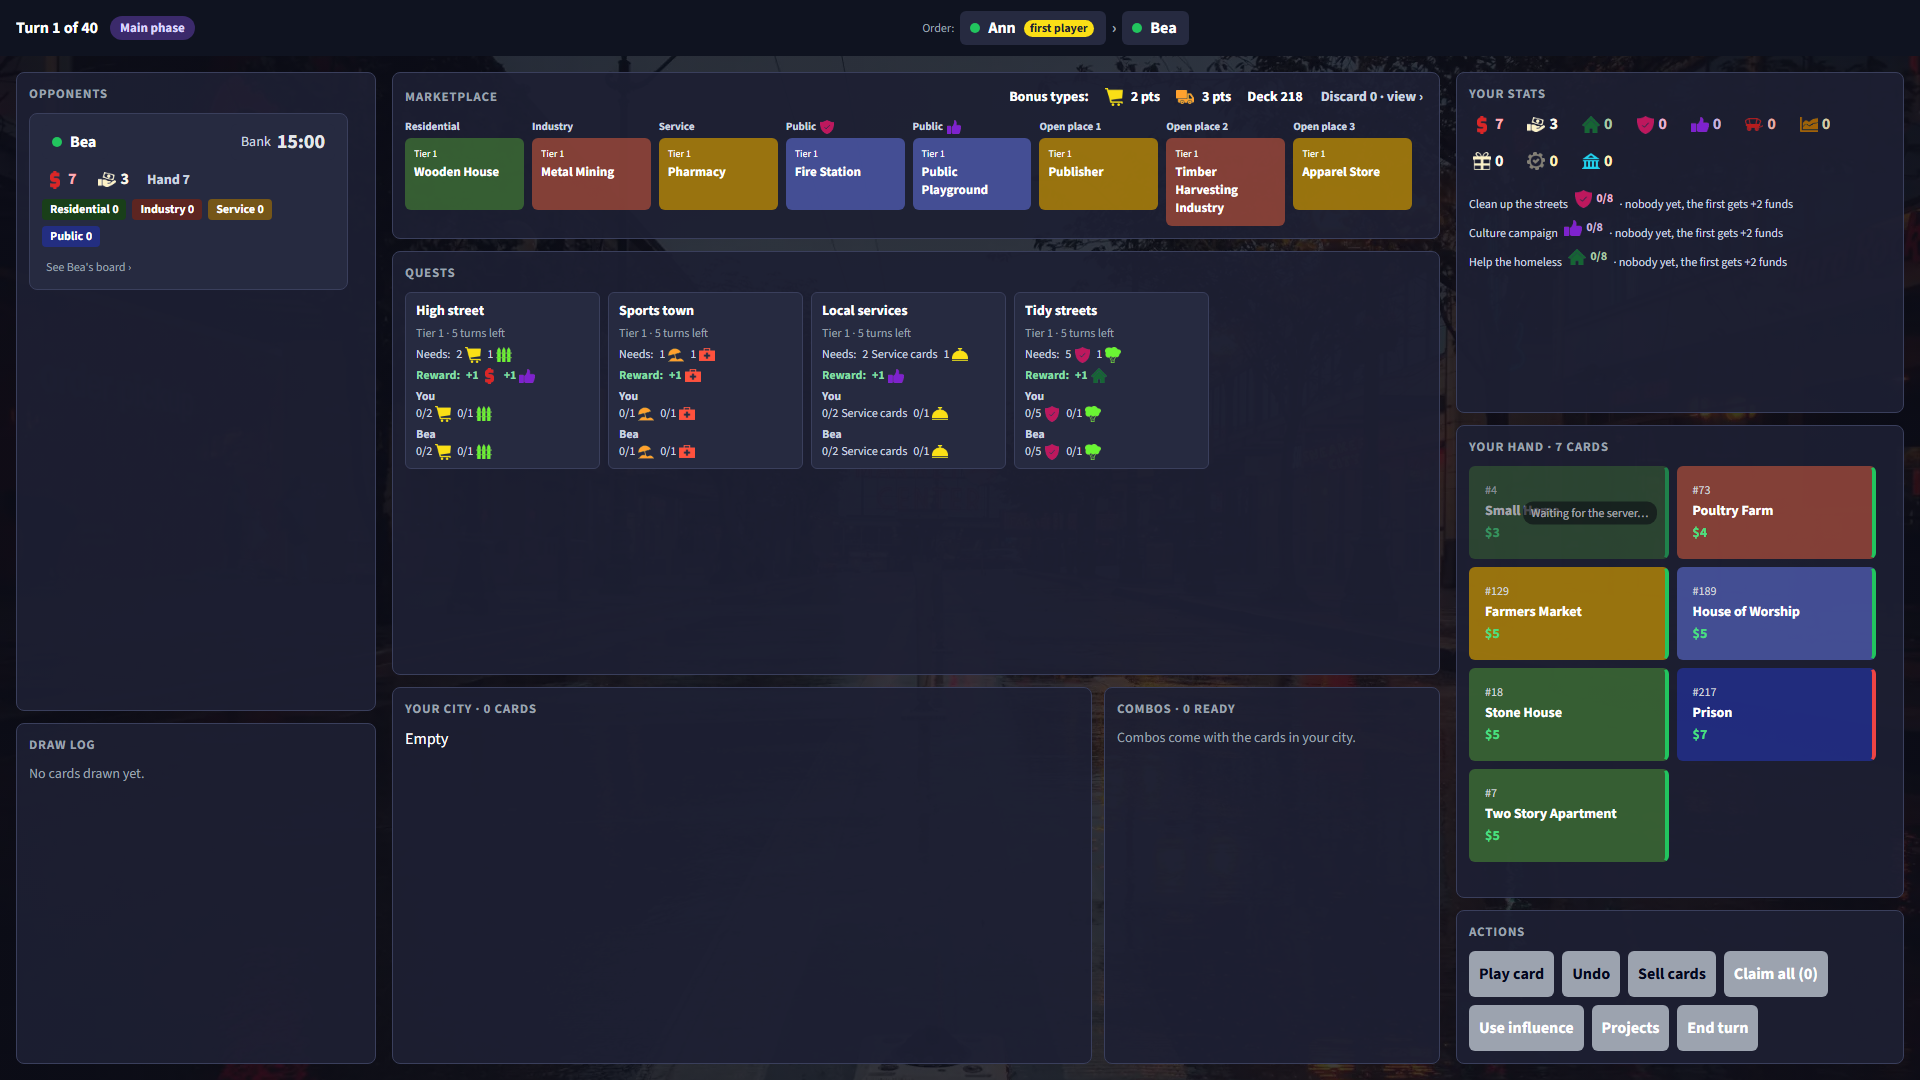 Turn 1 of 40 Main phase
Order: Ann first player › Bea
OPPONENTS
Bea Bank 15:00
7 3 Hand 7
Residential 0 Industry 0 Service 0
Public 0
See Bea's board ›
DRAW LOG
No cards drawn yet.
MARKETPLACE
Bonus types: 2 pts 3 pts Deck 218 Discard 0 · view ›
Residential Industry Service Public Public Open place 1 Open place 2 Open place 3
Tier 1
Wooden House
Tier 1
Metal Mining
Tier 1
Pharmacy
Tier 1
Fire Station
Tier 1
Public
Playground
Tier 1
Publisher
Tier 1
Timber
Harvesting
Industry
Tier 1
Apparel Store
QUESTS
High street
Tier 1 · 5 turns left
Needs: 2 1
Reward: +1 +1
You
0/2 0/1
Bea
0/2 0/1
Sports town
Tier 1 · 5 turns left
Needs: 1 1
Reward: +1
You
0/1 0/1
Bea
0/1 0/1
Local services
Tier 1 · 5 turns left
Needs: 2 Service cards 1
Reward: +1
You
0/2 Service cards 0/1
Bea
0/2 Service cards 0/1
Tidy streets
Tier 1 · 5 turns left
Needs: 5 1
Reward: +1
You
0/5 0/1
Bea
0/5 0/1
YOUR CITY · 0 CARDS
Empty
COMBOS · 0 READY
Combos come with the cards in your city.
YOUR STATS
7 3 0 0 0 0 0
0 0 0
Clean up the streets 0/8 · nobody yet, the first gets +2 funds
Culture campaign 0/8 · nobody yet, the first gets +2 funds
Help the homeless 0/8 · nobody yet, the first gets +2 funds
YOUR HAND · 7 CARDS
#4
Small
Waiting for the server...
$3
#73
Poultry Farm
$4
#129
Farmers Market
$5
#189
House of Worship
$5
#18
Stone House
$5
#217
Prison
$7
#7
Two Story Apartment
$5
ACTIONS
Play card Undo Sell cards Claim all (0)
Use influence Projects End turn